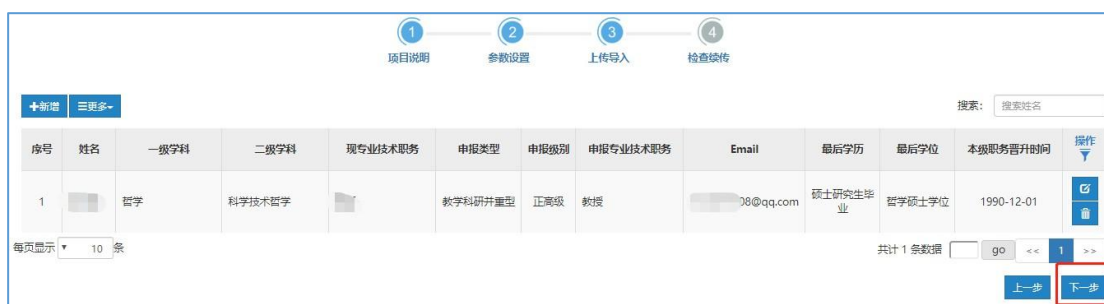 1 2 3 4
项目说明 参数设置 上传导入 检查续传
+新增 三更多 搜索: 搜索姓名
序号 姓名 一级学科 二级学科 现专业技术职务 申报类型 申报级别 申报专业技术职务 Email 最后学历 最后学位 本级职务晋升时间 操作
1 哲学 科学技术哲学 教学科研并重型 正高级 教授 08@qq.com 硕士研究生毕 哲学硕士学位 1990-12-01
业
每页显示 10 条 共计 1 条数据 go << 1 >>
上一步 下一步